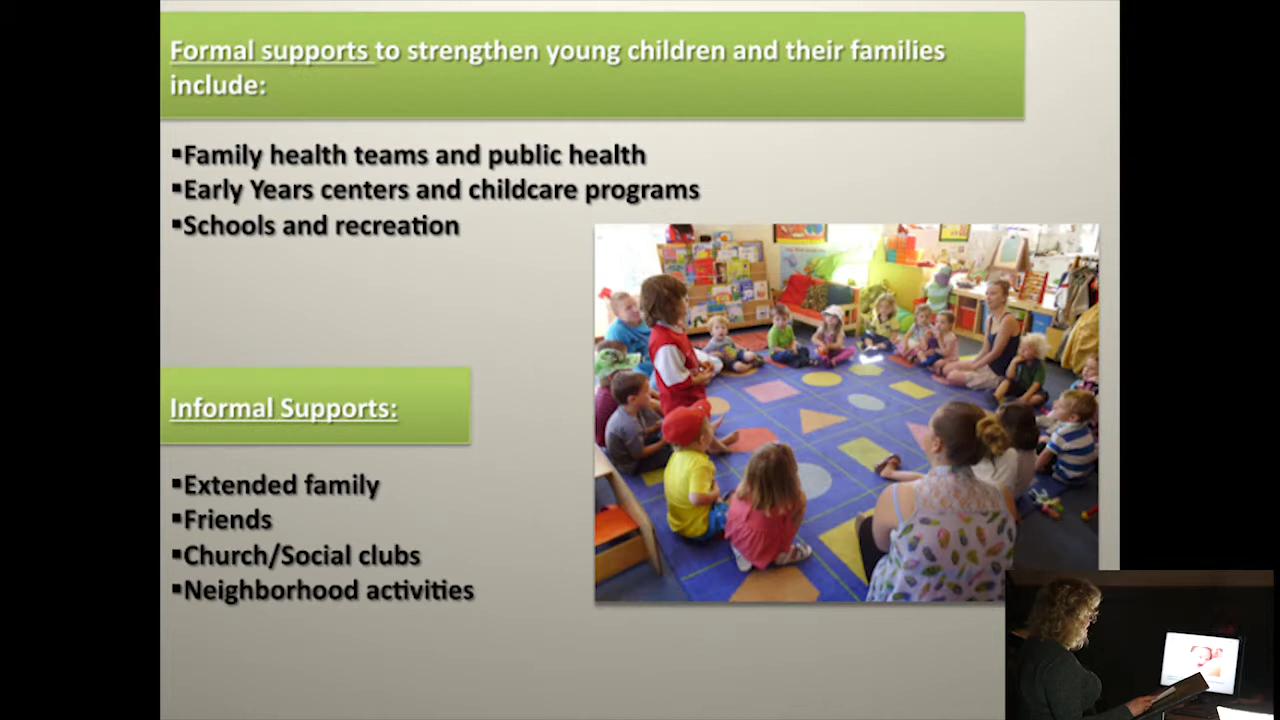 Formal supports to strengthen young children and their families
include:
▪Family health teams and public health
▪Early Years centers and childcare programs
▪Schools and recreation
Informal Supports:
▪Extended family
▪Friends
▪Church/Social clubs
▪Neighborhood activities